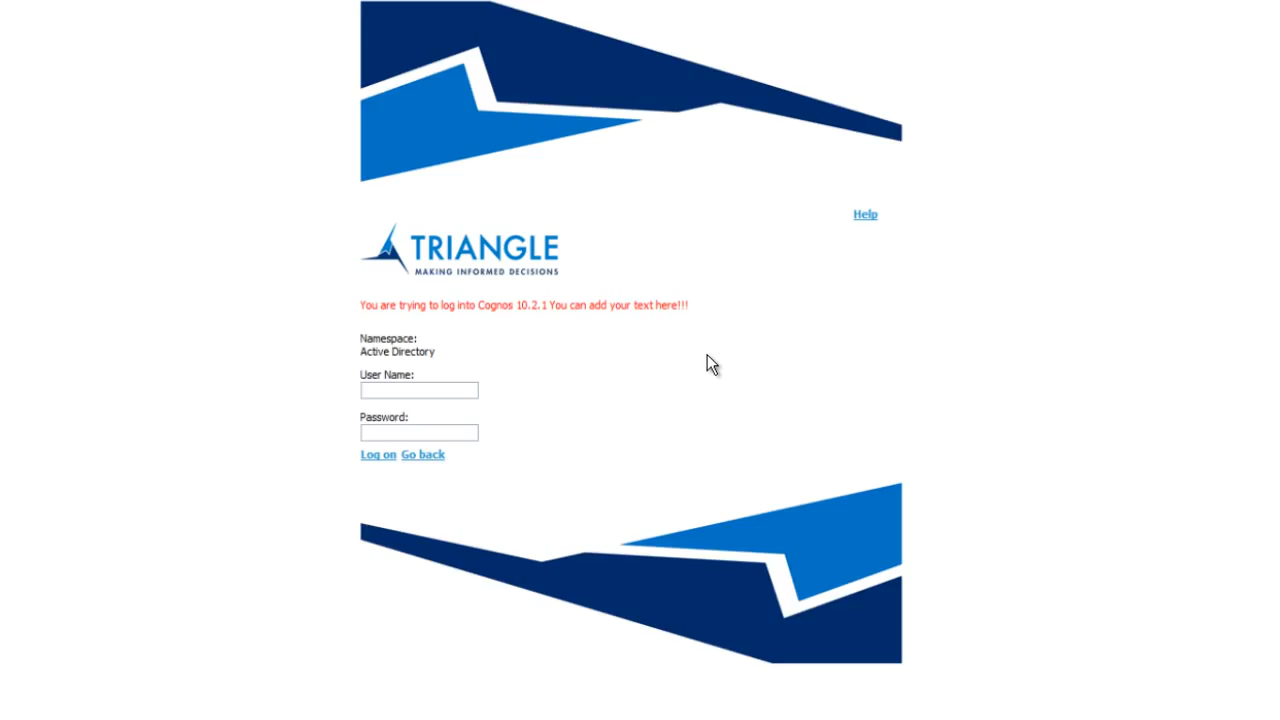 Help
TRIANGLE
MAKING INFORMED DECISIONS
You are trying to log into Cognos 10.2.1 You can add your text here!!!
Namespace:
Active Directory
User Name:
Password:
Log on Go back